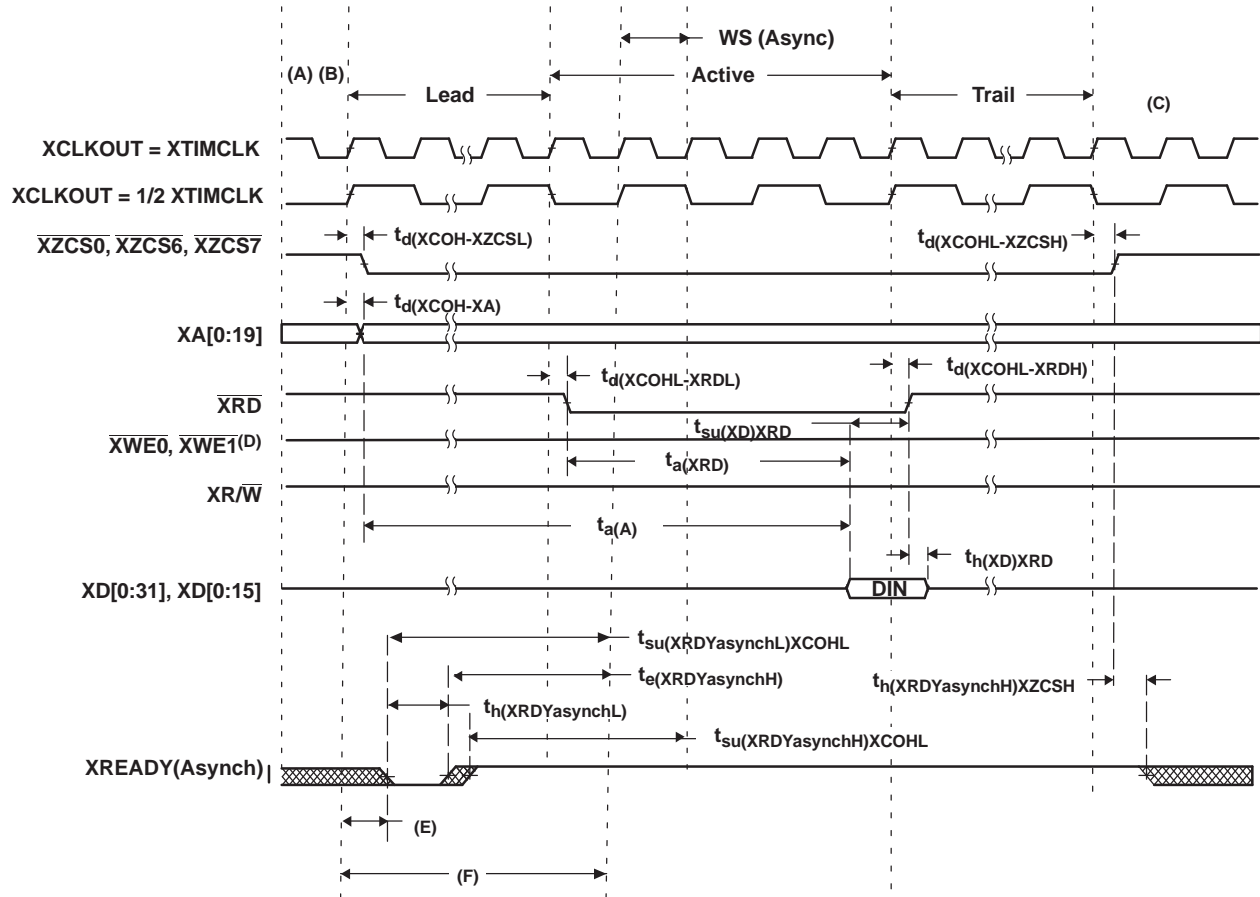 WS (Async)
(A) (B)
Lead
Active
Trail
(C)
XCLKOUT = XTIMCLK
XCLKOUT = 1/2 XTIMCLK
XZCS0, XZCS6, XZCS7
td(XCOH-XZCSL)
td(XCOHL-XZCSH)
td(XCOH-XA)
XA[0:19]
td(XCOHL-XRDL)
td(XCOHL-XRDH)
XRD
tsu(XD)XRD
XWE0, XWE1(D)
ta(XRD)
XR/W
ta(A)
th(XD)XRD
XD[0:31], XD[0:15]
DIN
tsu(XRDYasynchL)XCOHL
te(XRDYasynchH)
th(XRDYasynchH)XZCSH
th(XRDYasynchL)
tsu(XRDYasynchH)XCOHL
XREADY(Asynch)
(E)
(F)